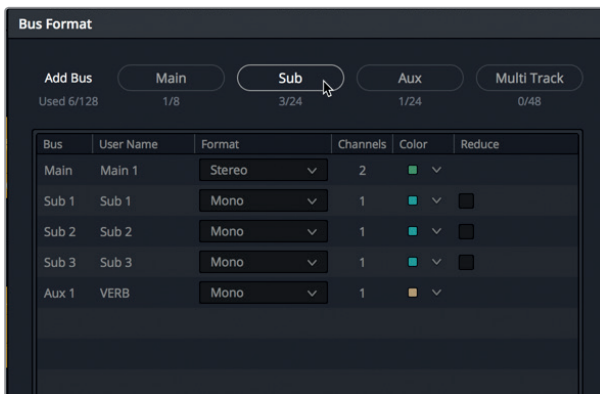 Bus Format
Add Bus Main Sub Aux Multi Track
Used 6/128 1/8 3/24 1/24 0/48
Bus User Name Format Channels Color Reduce
Main Main 1 Stereo 2
Sub 1 Sub 1 Mono 1
Sub 2 Sub 2 Mono 1
Sub 3 Sub 3 Mono 1
Aux 1 VERB Mono 1